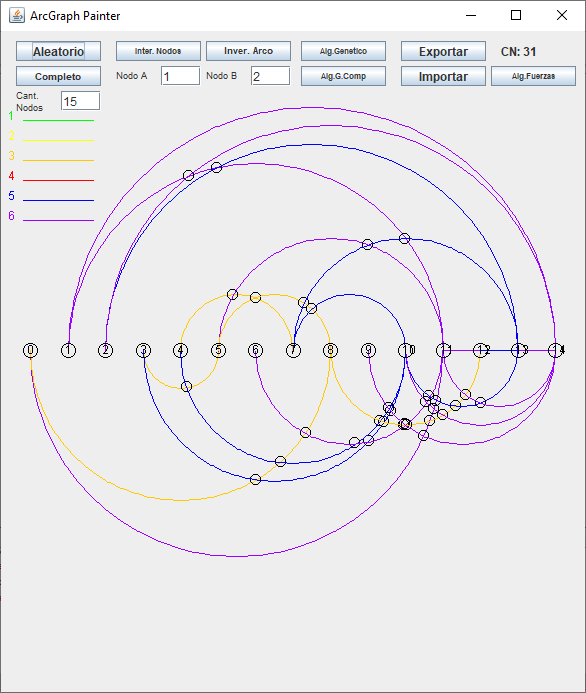 ArcGraph Painter
Aleatorio Inter. Nodos Inver. Arco Alg.Genetico Exportar CN: 31
Completo Nodo A 1 Nodo B 2 Alg.G.Comp Importar Alg.Fuerzas
Cant. Nodos 15
1
2
3
4
5
6
0 1 2 3 4 5 6 7 8 9 10 11 12 13 14